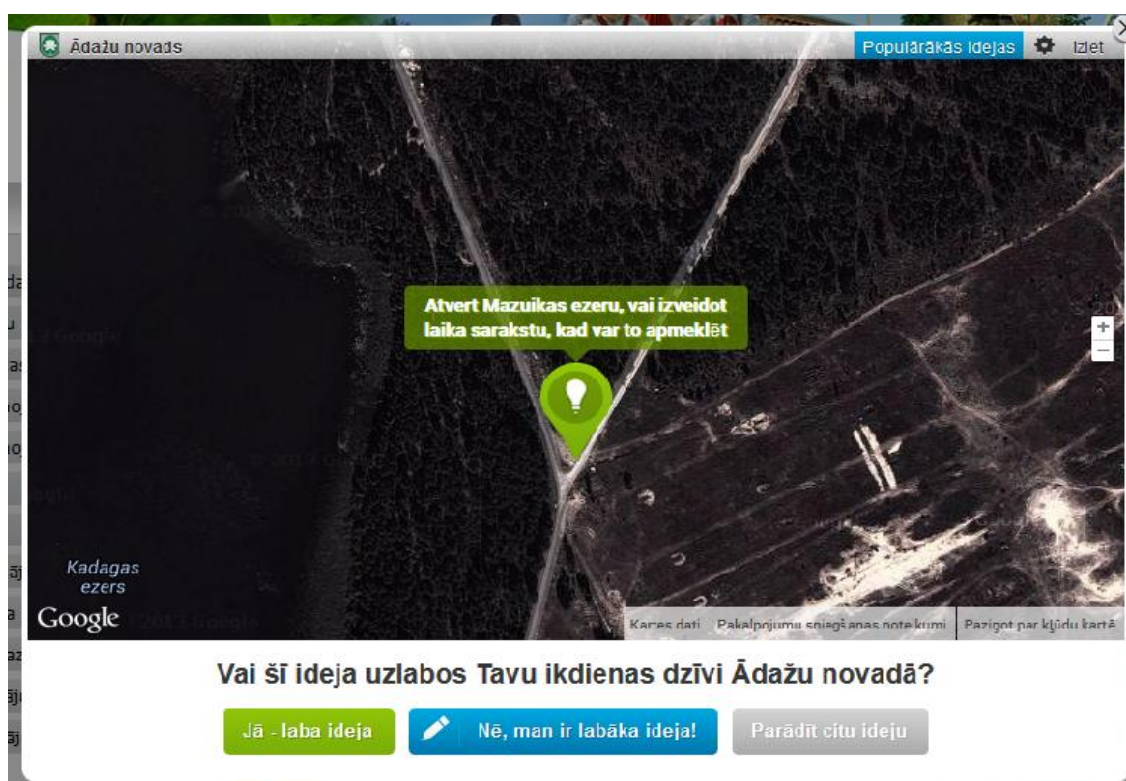 Ādažu novads
Populārākās idejas
Iziet
Atvert Mazuikas ezeru, vai izveidot
laika sarakstu, kad var to apmeklēt
+
−
Kadagas
ezers
Google
Kartes dati
Pakalpojumu sniegšanas noteikumi
Paziņot par kļūdu kartē
Vai šī ideja uzlabos Tavu ikdienas dzīvi Ādažu novadā?
Jā - laba ideja
Nē, man ir labāka ideja!
Parādīt citu ideju